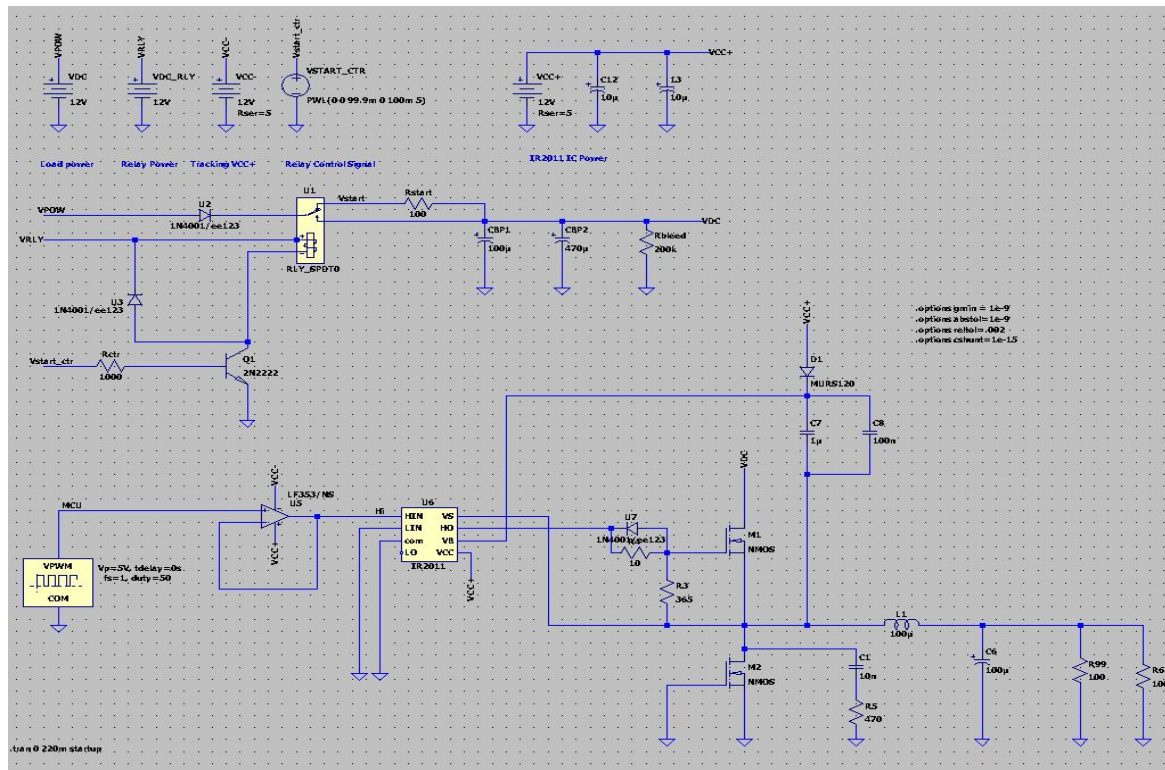 VPOW
VDC
12V
VRLY
VDC_RLY
12V
VCC-
VCC-
12V
Rser=5
Vstart_ctr
VSTART_CTR
PWL(0 0 99.9m 0 100m 5)
VCC+
12V
Rser=5
C12
10µ
10µ
VCC+
Load power
Relay Power
Tracking VCC+
Relay Control Signal
IR2011 IC Power
VPOW
U2
1N4001/ee123
U1
Vstart
Rstart
100
VDC
VRLY
RLY_SPDT0
CBP1
100µ
CBP2
470µ
Rbleed
200k
U3
1N4001/ee123
Vstart_ctr
Rctr
1000
Q1
2N2222
.options gmin = 1e-9
.options abstol= 1e-9
.options reltol=.002
.options cshunt=1e-15
VCC+
D1
MURS120
C7
1µ
C8
100n
MCU
VCC-
LF353/NS
U5
VCC+
Hi
U6
HIN
LIN
com
LO
VS
HO
VB
VCC
IR2011
VCC+
U7
1N4001/ee123
10
R3
365
VDC
M1
NMOS
VPWM
COM
Vp=5V, tdelay=0s
fs=1, duty=50
M2
NMOS
C1
10n
R5
470
L1
100µ
C6
100µ
R99
100
.tran 0 220m startup